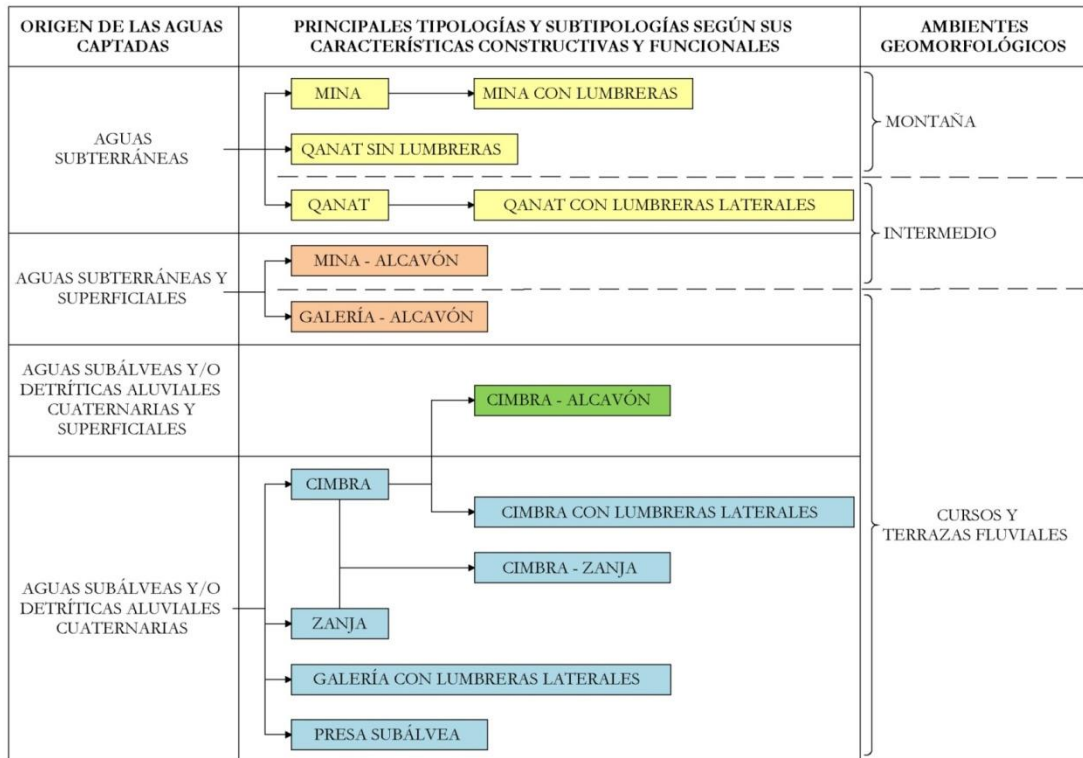 ORIGEN DE LAS AGUAS
CAPTADAS
PRINCIPALES TIPOLOGÍAS Y SUBTIPOLOGÍAS SEGÚN SUS
CARACTERÍSTICAS CONSTRUCTIVAS Y FUNCIONALES
AMBIENTES
GEOMORFOLÓGICOS
AGUAS
SUBTERRÁNEAS
MINA
MINA CON LUMBRERAS
QANAT SIN LUMBRERAS
QANAT
QANAT CON LUMBRERAS LATERALES
MONTAÑA
INTERMEDIO
AGUAS SUBTERRÁNEAS Y
SUPERFICIALES
MINA - ALCAVÓN
GALERÍA - ALCAVÓN
AGUAS SUBÁLVEAS Y/O
DETRÍTICAS ALUVIALES
CUATERNARIAS Y
SUPERFICIALES
CIMBRA - ALCAVÓN
AGUAS SUBÁLVEAS Y/O
DETRÍTICAS ALUVIALES
CUATERNARIAS
CIMBRA
CIMBRA CON LUMBRERAS LATERALES
CIMBRA - ZANJA
ZANJA
GALERÍA CON LUMBRERAS LATERALES
PRESA SUBÁLVEA
CURSOS Y
TERRAZAS FLUVIALES